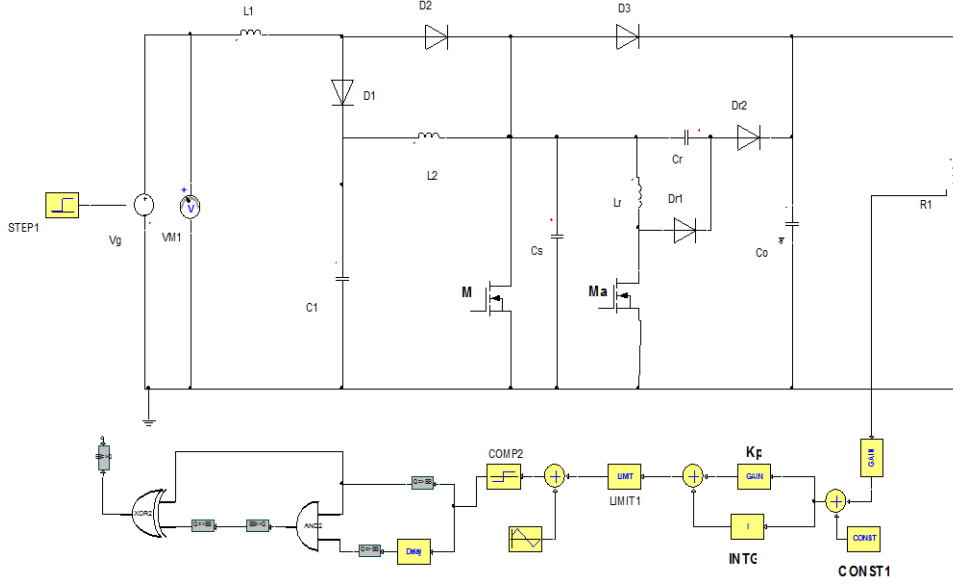 L1
D2
D3
D1
Dr2
Cr
L2
STEP1
Vg
V
VM1
Lr
Dr1
R1
Cs
Co
C1
M
Ma
COMP2
Kp
GAIN
LIMIT
GAIN
LIMIT1
XOR2
AND2
Delay
I
CONST
INTG
CONST1